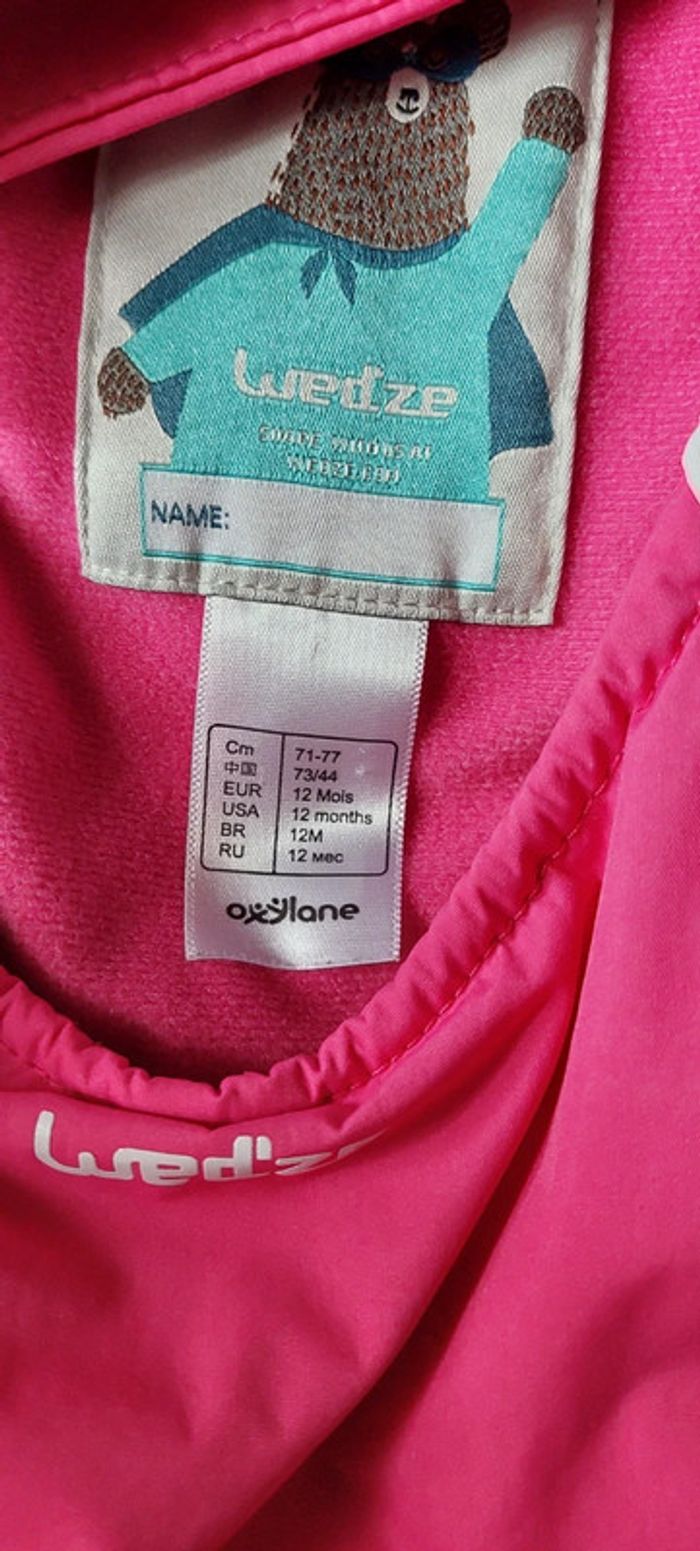 Wed'ze
NAME:
Cm 71-77
中国 73/44
EUR 12 Mois
USA 12 months
BR 12M
RU 12 мес
oxylane
Wed'ze